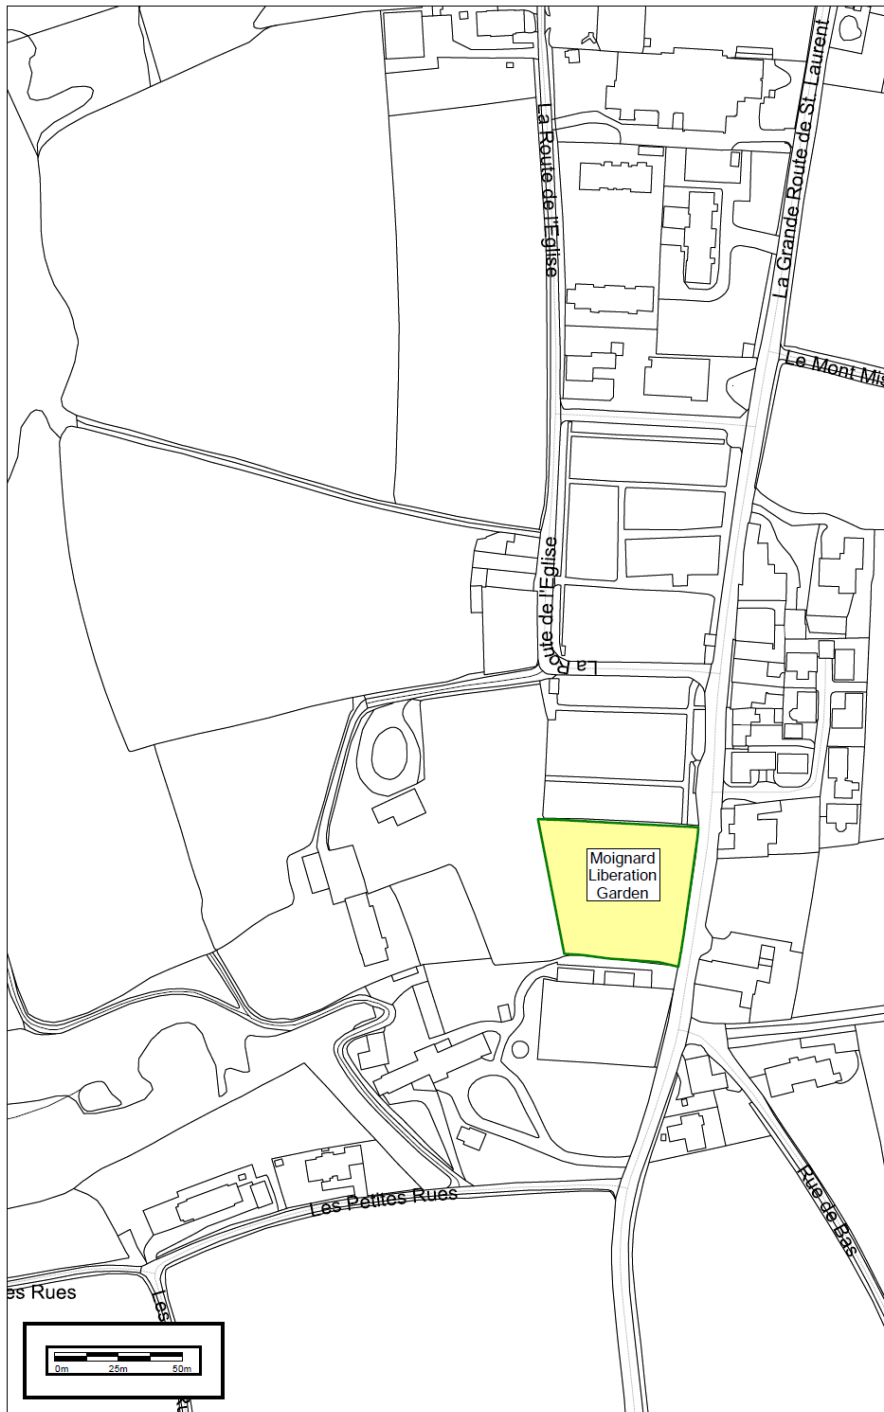 La Grande Route de St. Laurent
La Route de l'Eglise
Le Mont Mis
La Route de l'Eglise
Moignard
Liberation
Garden
Rue de Bas
Les Petites Rues
es Rues
Les
0m 25m 50m